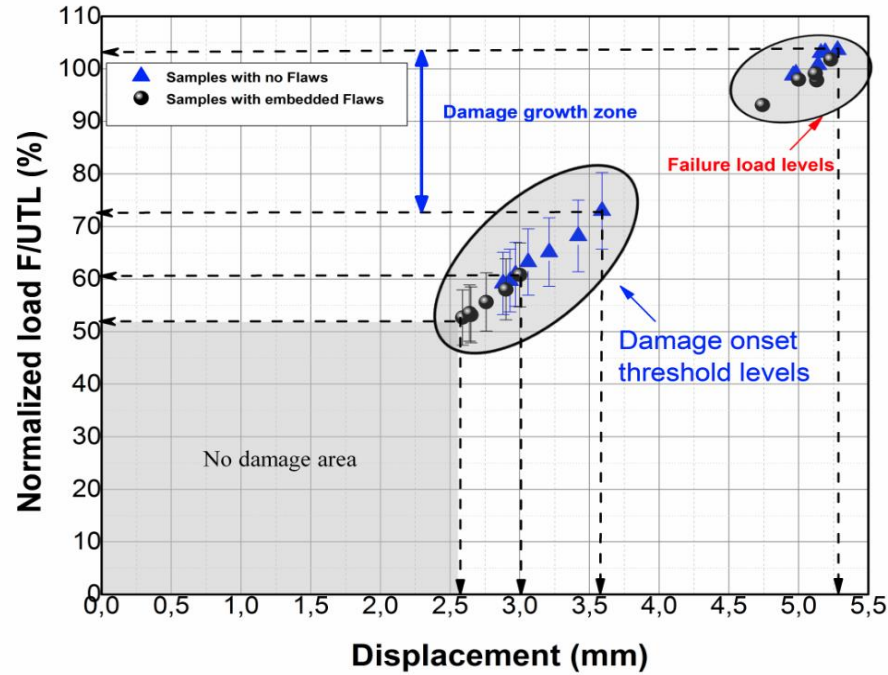 110
100
90
80
70
60
50
40
30
20
10
0
Normalized load F/UTL (%)
Samples with no Flaws
Samples with embedded Flaws
Damage growth zone
Failure load levels
Damage onset
threshold levels
No damage area
0,0 0,5 1,0 1,5 2,0 2,5 3,0 3,5 4,0 4,5 5,0 5,5
Displacement (mm)